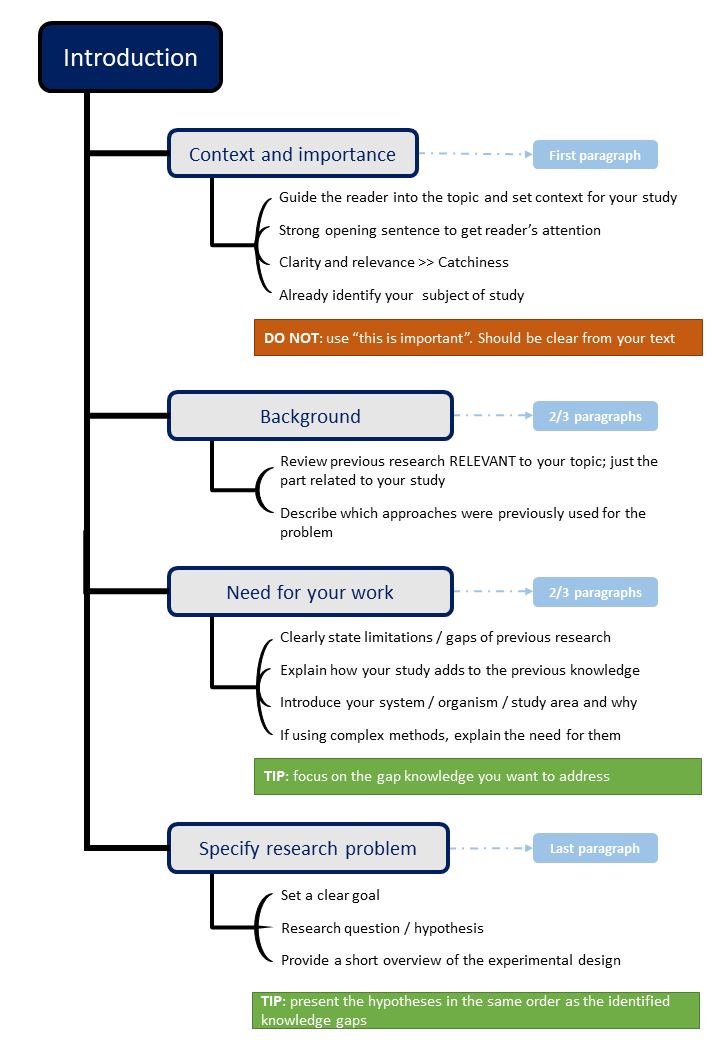 Introduction
Context and importance
First paragraph
Guide the reader into the topic and set context for your study
Strong opening sentence to get reader’s attention
Clarity and relevance >> Catchiness
Already identify your subject of study
DO NOT: use “this is important”. Should be clear from your text
Background
2/3 paragraphs
Review previous research RELEVANT to your topic; just the
part related to your study
Describe which approaches were previously used for the
problem
Need for your work
2/3 paragraphs
Clearly state limitations / gaps of previous research
Explain how your study adds to the previous knowledge
Introduce your system / organism / study area and why
If using complex methods, explain the need for them
TIP: focus on the gap knowledge you want to address
Specify research problem
Last paragraph
Set a clear goal
Research question / hypothesis
Provide a short overview of the experimental design
TIP: present the hypotheses in the same order as the identified
knowledge gaps